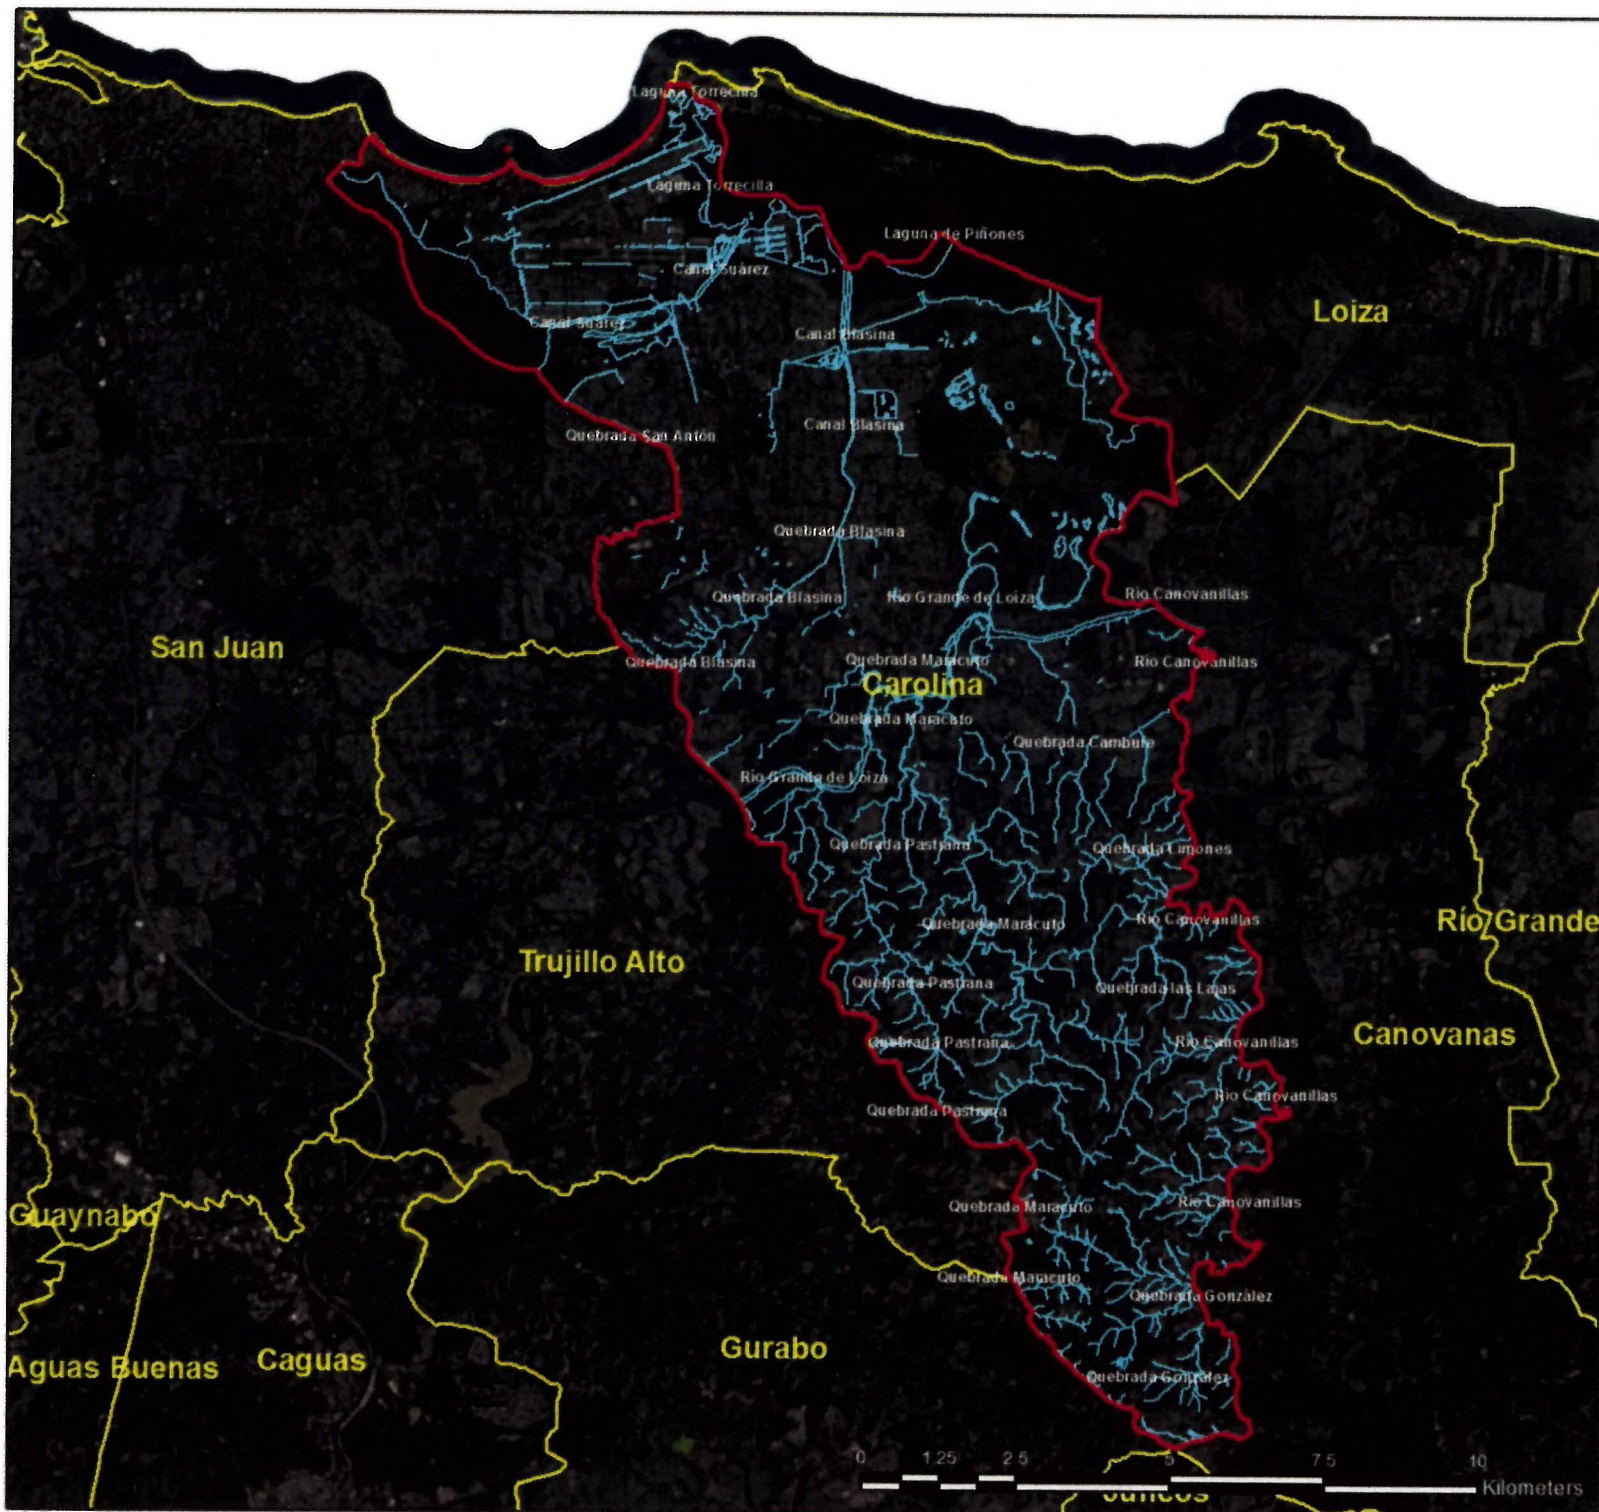 Laguna Torrecilla
Laguna Torrecilla
Laguna de Piñones
Canal Suárez
Loiza
Canal Suárez
Canal Blasina
Canal Blasina
Quebrada San Antón
Quebrada Blasina
Quebrada Blasina
Río Grande de Loiza
Río Canovanillas
San Juan
Quebrada Blasina
Quebrada Maracuto
Río Canovanillas
Carolina
Quebrada Maracuto
Quebrada Cambute
Río Grande de Loiza
Quebrada Pastrana
Quebrada Limones
Quebrada Maracuto
Río Canovanillas
Río Grande
Trujillo Alto
Quebrada Pastrana
Quebrada las Lajas
Canovanas
Quebrada Pastrana
Río Canovanillas
Río Canovanillas
Quebrada Pastrana
Quebrada Maracuto
Río Canovanillas
Guaynabo
Quebrada Maracuto
Quebrada González
Gurabo
Aguas Buenas
Caguas
Quebrada González
0 1.25 2.5 5 7.5 10
Kilometers
Juncos